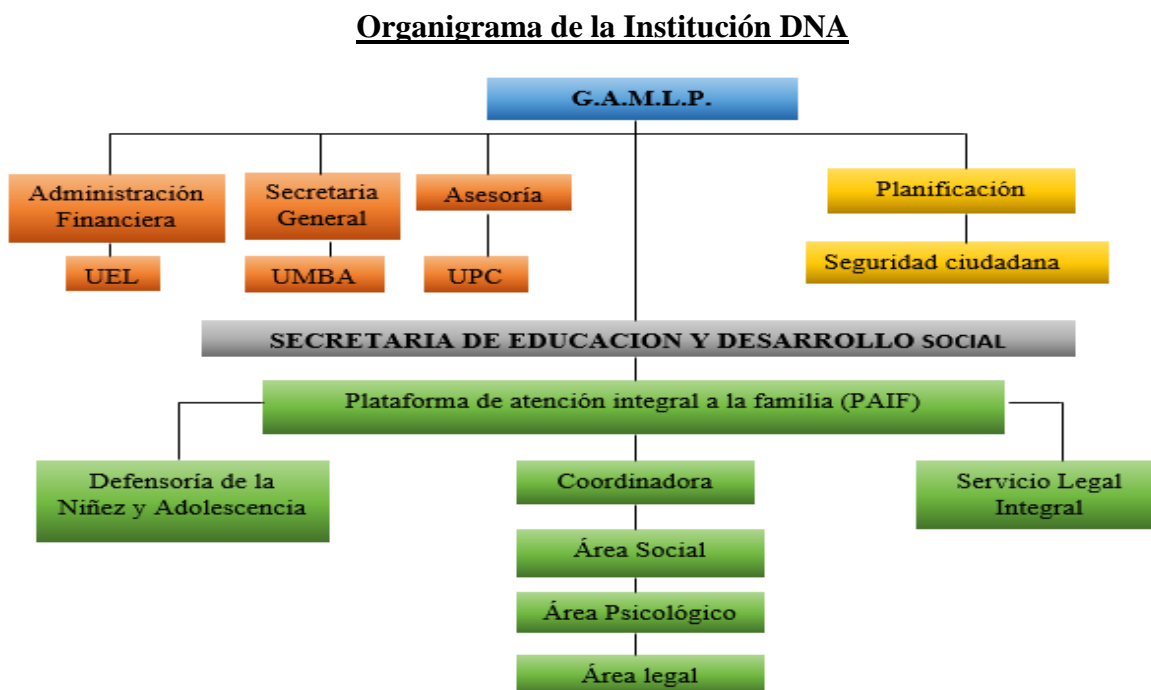 Organigrama de la Institución DNA
G.A.M.L.P.
Administración
Financiera
Secretaria
General
Asesoría
Planificación
UEL
UMBA
UPC
Seguridad ciudadana
SECRETARIA DE EDUCACION Y DESARROLLO SOCIAL
Plataforma de atención integral a la familia (PAIF)
Defensoría de la
Niñez y Adolescencia
Coordinadora
Servicio Legal
Integral
Área Social
Área Psicológico
Área legal